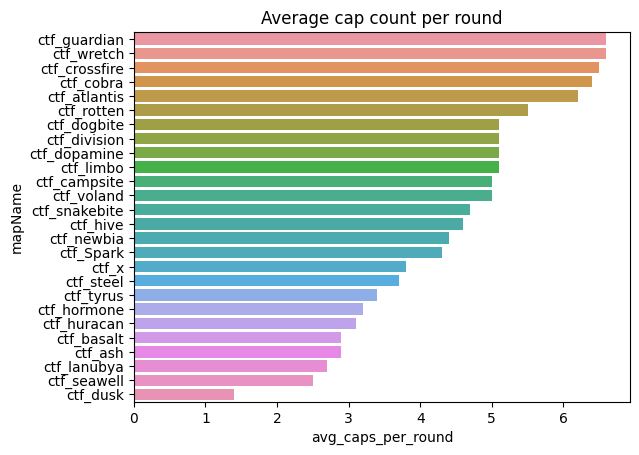 Average cap count per round
mapName
ctf_guardian
ctf_wretch
ctf_crossfire
ctf_cobra
ctf_atlantis
ctf_rotten
ctf_dogbite
ctf_division
ctf_dopamine
ctf_limbo
ctf_campsite
ctf_voland
ctf_snakebite
ctf_hive
ctf_newbia
ctf_Spark
ctf_x
ctf_steel
ctf_tyrus
ctf_hormone
ctf_huracan
ctf_basalt
ctf_ash
ctf_lanubya
ctf_seawell
ctf_dusk
0 1 2 3 4 5 6
avg_caps_per_round